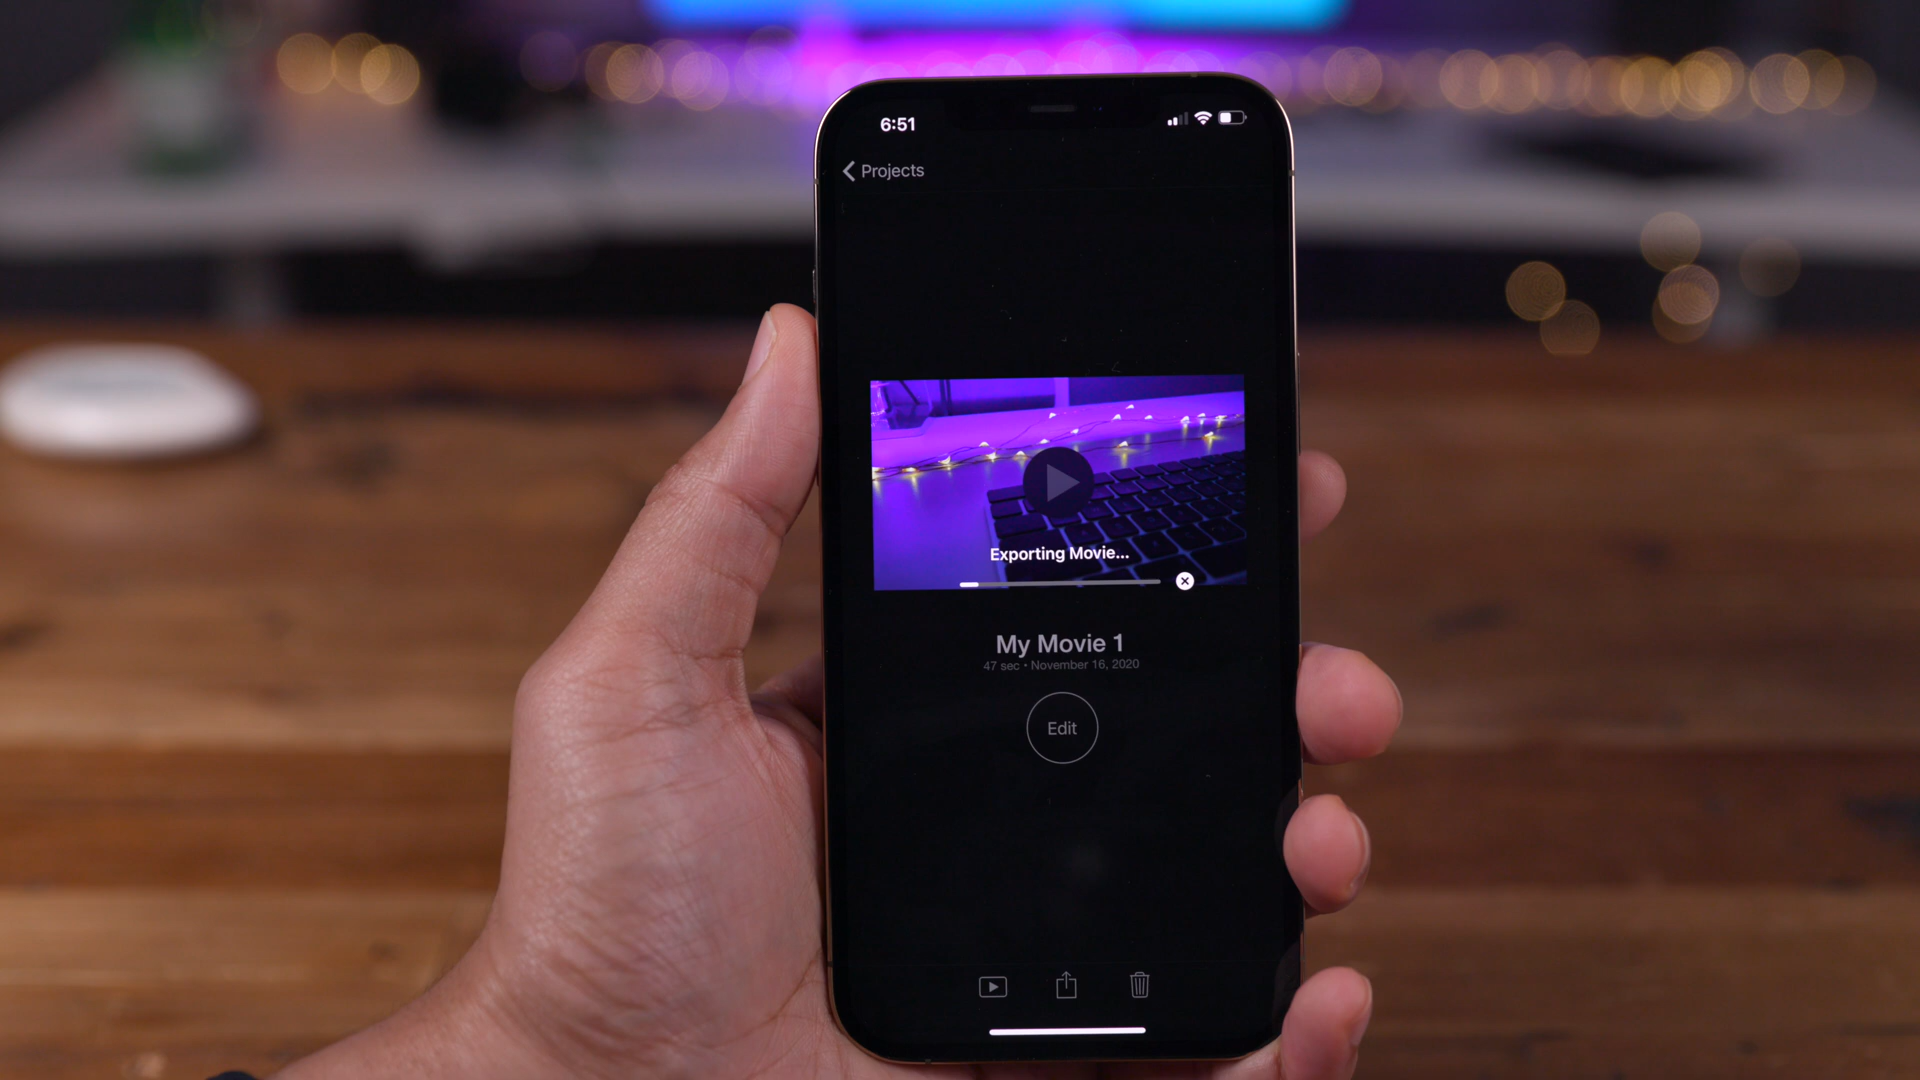 6:51
Projects
Exporting Movie...
My Movie 1
47 sec • November 16, 2020
Edit